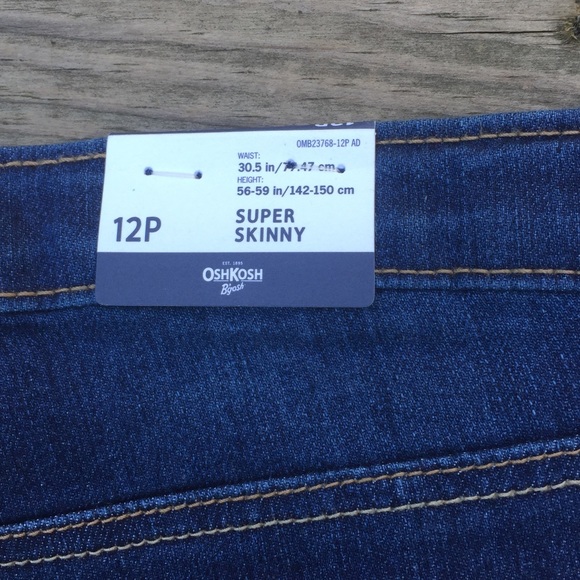 OMB23768-12P AD
WAIST:
30.5 in/77.47 cm
HEIGHT:
56-59 in/142-150 cm
12P
SUPER
SKINNY
EST. 1895
OSHKOSH
B'gosh